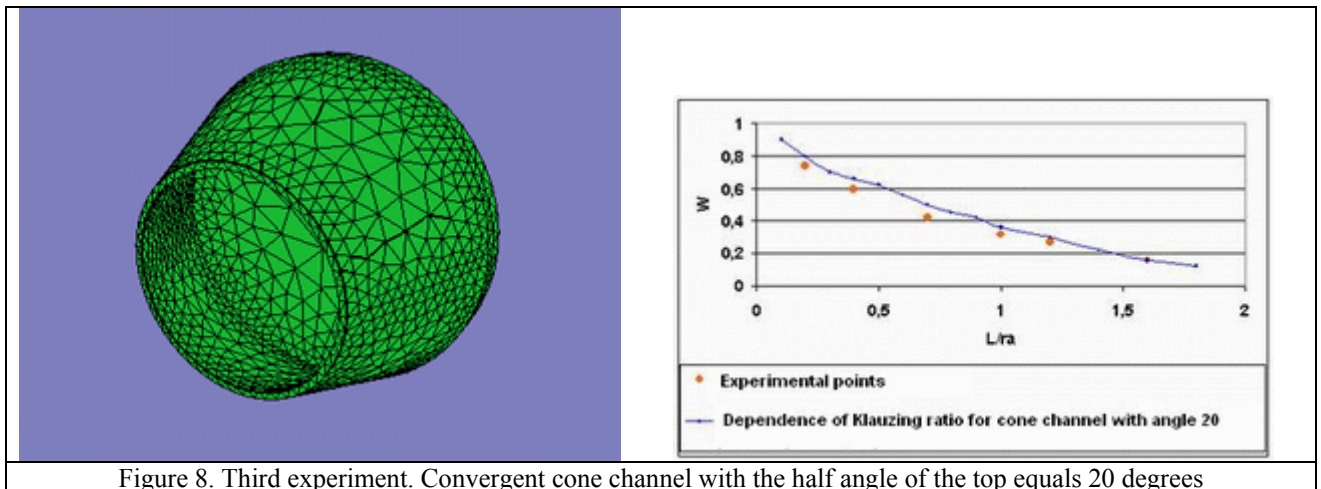 1
0,8
0,6
W
0,4
0,2
0
0 0,5 1 1,5 2
L/ra
Experimental points
Dependence of Klauzing ratio for cone channel with angle 20
Figure 8. Third experiment. Convergent cone channel with the half angle of the top equals 20 degrees